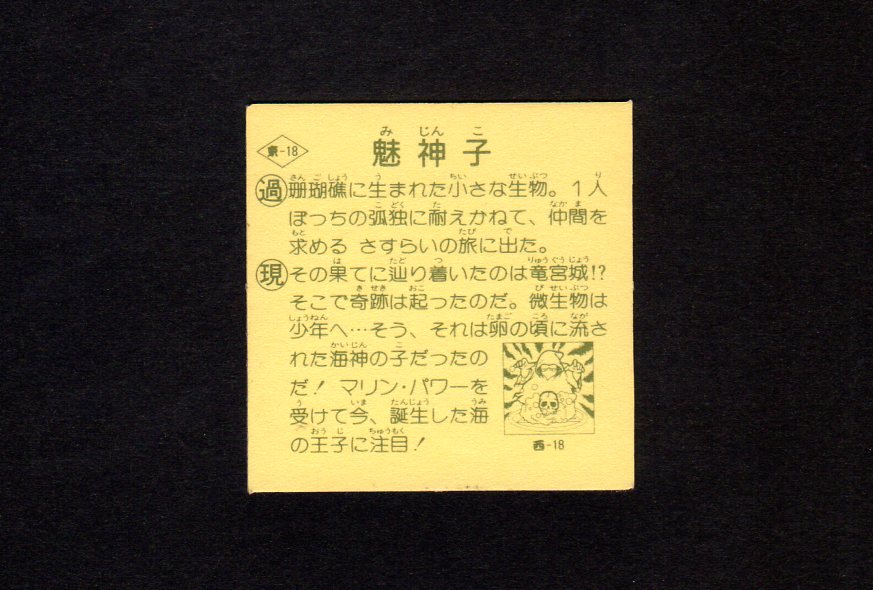 東-18
魅神子
みじんこ
過 珊瑚礁に生まれた小さな生物。1人
ぼっちの孤独に耐えかねて、仲間を
求める さすらいの旅に出た。
現 その果てに辿り着いたのは竜宮城!?
そこで奇跡は起ったのだ。微生物は
少年へ…そう、それは卵の頃に流さ
れた海神の子だったの
だ! マリン・パワーを
受けて今、誕生した海
の王子に注目!
西-18